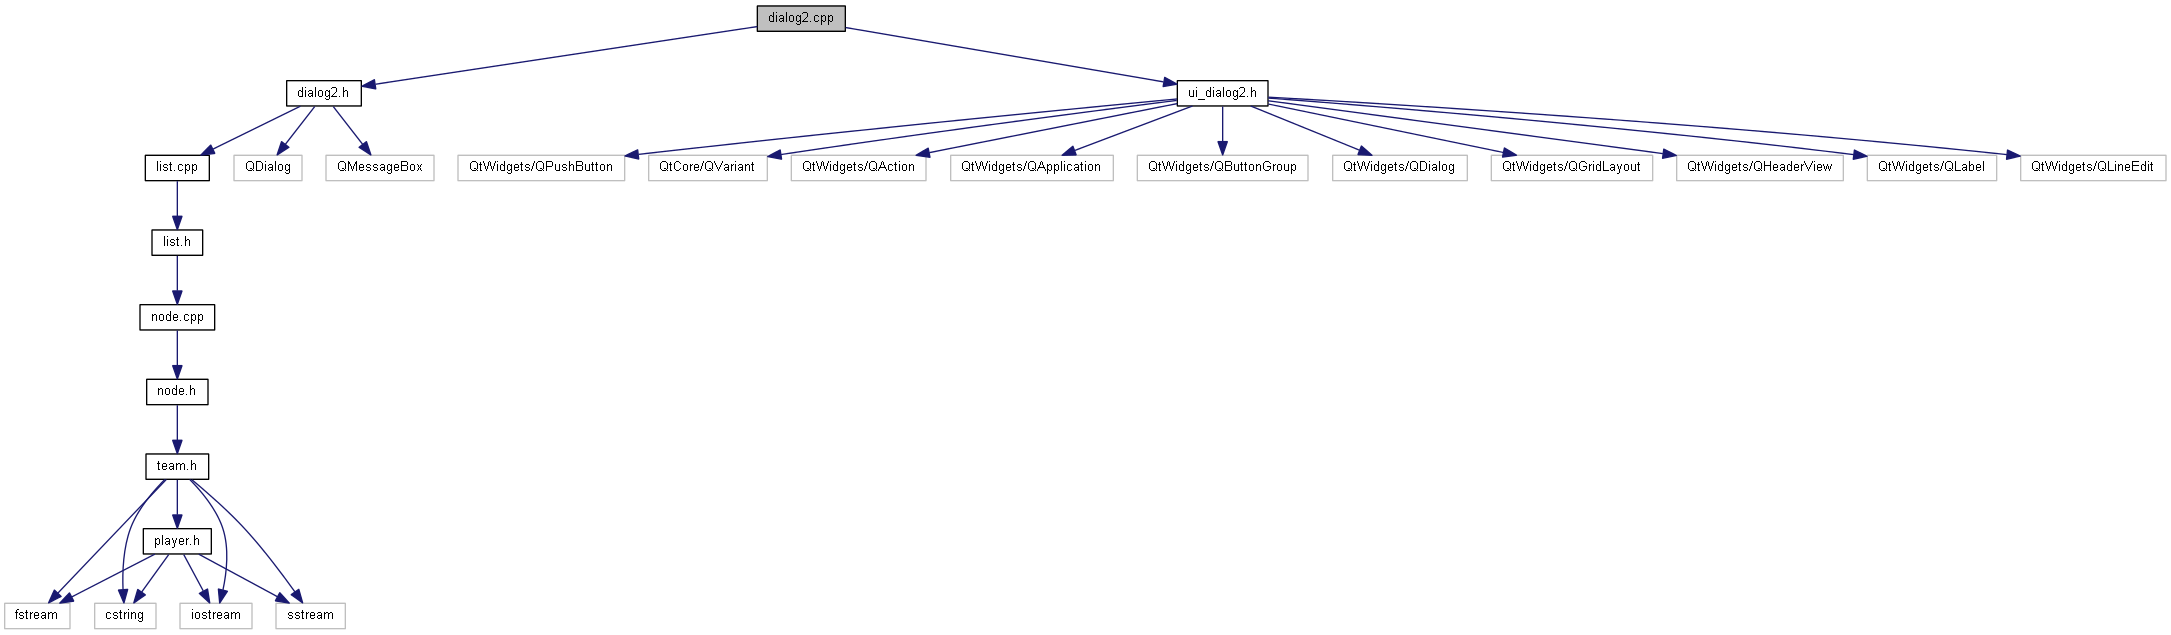 dialog2.cpp
dialog2.h
ui_dialog2.h
list.cpp
QDialog
QMessageBox
QtWidgets/QPushButton
QtCore/QVariant
QtWidgets/QAction
QtWidgets/QApplication
QtWidgets/QButtonGroup
QtWidgets/QDialog
QtWidgets/QGridLayout
QtWidgets/QHeaderView
QtWidgets/QLabel
QtWidgets/QLineEdit
list.h
node.cpp
node.h
team.h
player.h
fstream
cstring
iostream
sstream